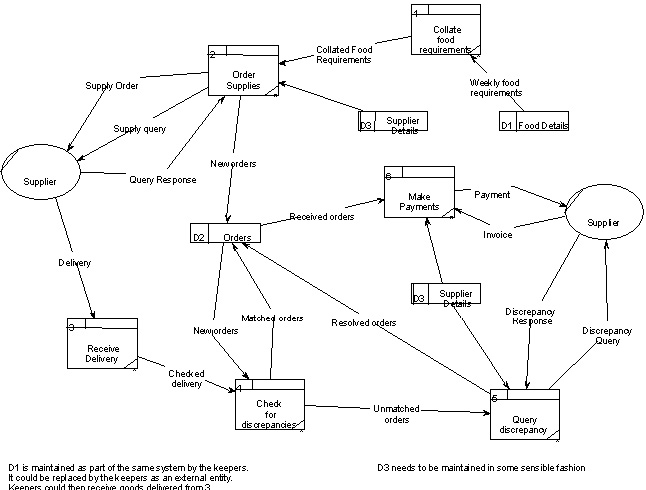 1
Collate
food
requirements
2
Order
Supplies
Collated Food
Requirements
Weekly food
requirements
Supply Order
D3 Supplier
Details
D1 Food Details
Supply query
Query Response
Supplier
New orders
6
Make
Payments
Payment
Received orders
Invoice
Supplier
D2 Orders
Delivery
D3 Supplier
Details
3
Receive
Delivery
New orders
Matched orders
Resolved orders
Discrepancy
Response
Discrepancy
Query
Checked
delivery
4
Check
for
discrepancies
Unmatched
orders
5
Query
discrepancy
D1 is maintained as part of the same system by the keepers.
It could be replaced by the keepers as an external entity.
Keepers could then receive goods delivered from 3
D3 needs to be maintained in some sensible fashion